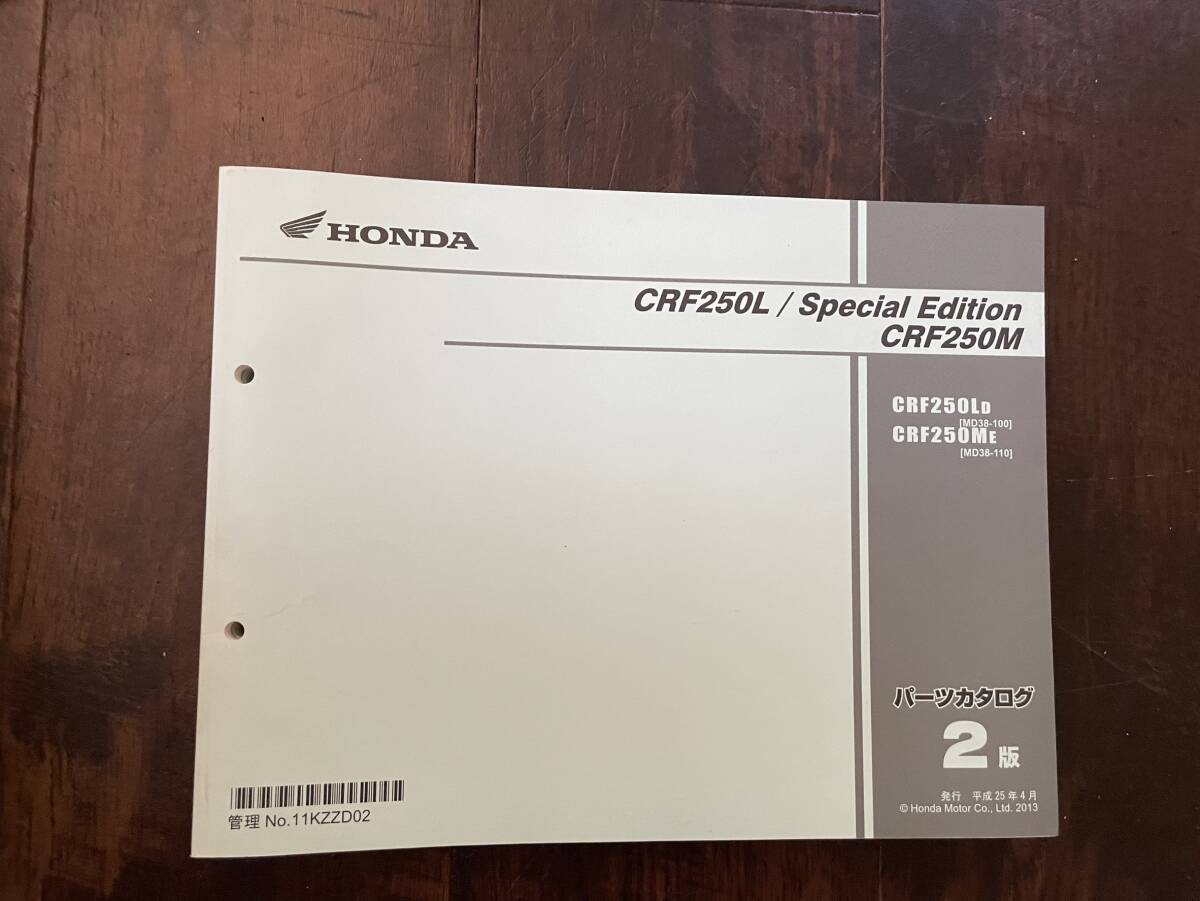 HONDA
CRF250L / Special Edition
CRF250M
CRF250LD
[MD38-100]
CRF250ME
[MD38-110]
パーツカタログ
2版
発行 平成25年4月
© Honda Motor Co., Ltd. 2013
管理 No.11KZZD02